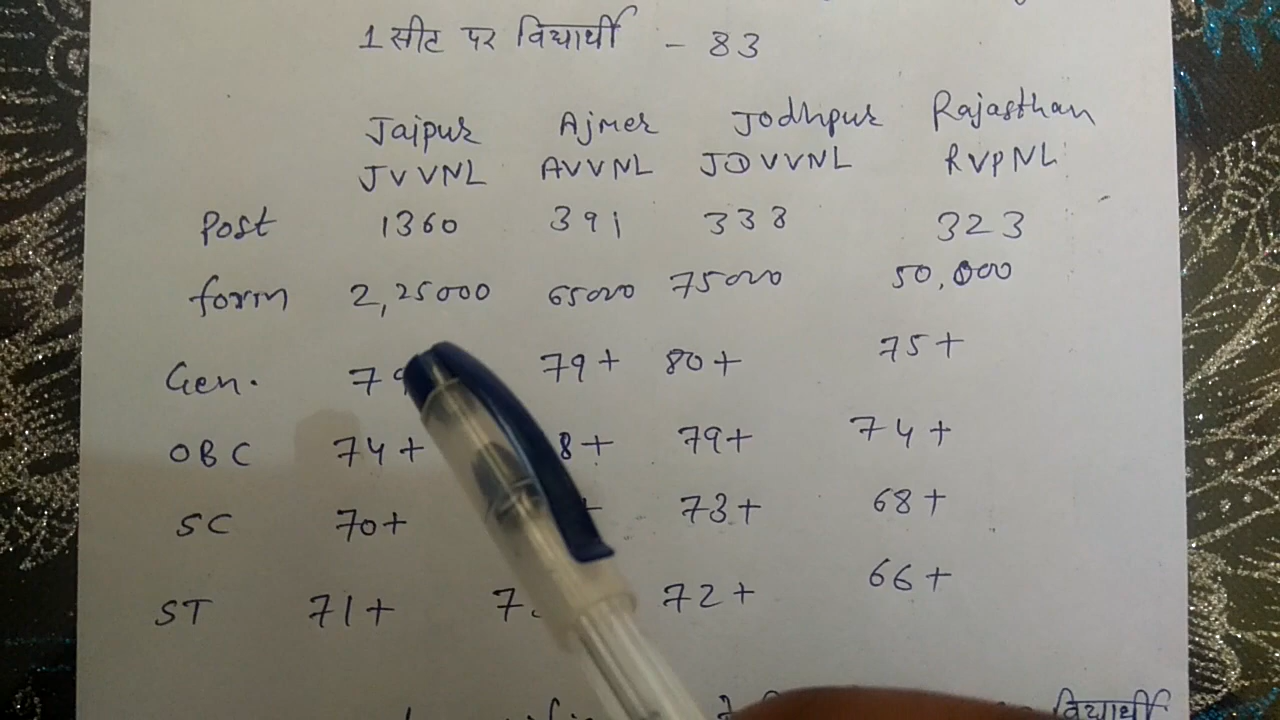 1 सीट पर विद्यार्थी - 83
Jaipur Ajmer Jodhpur Rajasthan
JVVNL AVVNL JDVVNL RVPNL
Post 1360 391 338 323
form 2,25000 65000 75000 50,000
Gen. 79+ 80+ 75+
OBC 74+ 79+ 74+
SC 70+ 73+ 68+
ST 71+ 72+ 66+
विद्यार्थी